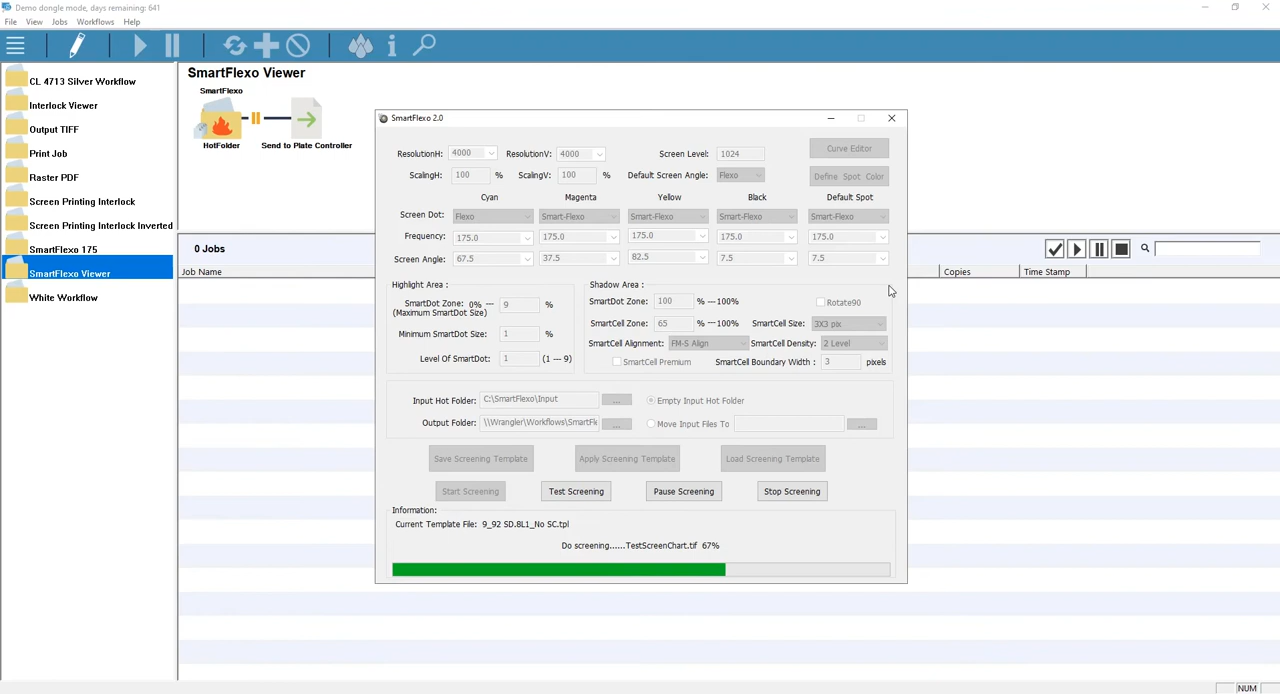 Demo dongle mode, days remaining: 641
File View Jobs Workflows Help
CL 4713 Silver Workflow
Interlock Viewer
Output TIFF
Print Job
Raster PDF
Screen Printing Interlock
Screen Printing Interlock Inverted
SmartFlexo 175
SmartFlexo Viewer
White Workflow
SmartFlexo Viewer
SmartFlexo
HotFolder
Send to Plate Controller
0 Jobs
Job Name
Copies
Time Stamp
SmartFlexo 2.0
ResolutionH: 4000 ResolutionV: 4000 Screen Level: 1024 Curve Editor
ScalingH: 100 % ScalingV: 100 % Default Screen Angle: Flexo Define Spot Color
Cyan Magenta Yellow Black Default Spot
Screen Dot: Flexo Smart-Flexo Smart-Flexo Smart-Flexo Smart-Flexo
Frequency: 175.0 175.0 175.0 175.0 175.0
Screen Angle: 67.5 37.5 82.5 7.5 7.5
Highlight Area :
SmartDot Zone: 0% --- 9 %
(Maximum SmartDot Size)
Minimum SmartDot Size: 1 %
Level Of SmartDot: 1 (1 --- 9)
Shadow Area :
SmartDot Zone: 100 % ---100% Rotate90
SmartCell Zone: 65 % ---100% SmartCell Size: 3X3 pix
SmartCell Alignment: FM-S Align SmartCell Density: 2 Level
SmartCell Premium SmartCell Boundary Width : 3 pixels
Input Hot Folder: C:\SmartFlexo\Input ... Empty Input Hot Folder
Output Folder: \\Wrangler\Workflows\SmartFle ... Move Input Files To ...
Save Screening Template Apply Screening Template Load Screening Template
Start Screening Test Screening Pause Screening Stop Screening
Information:
Current Template File: 9_92 SD.8L1_No SC.tpl
Do screening......TestScreenChart.tif 67%
NUM